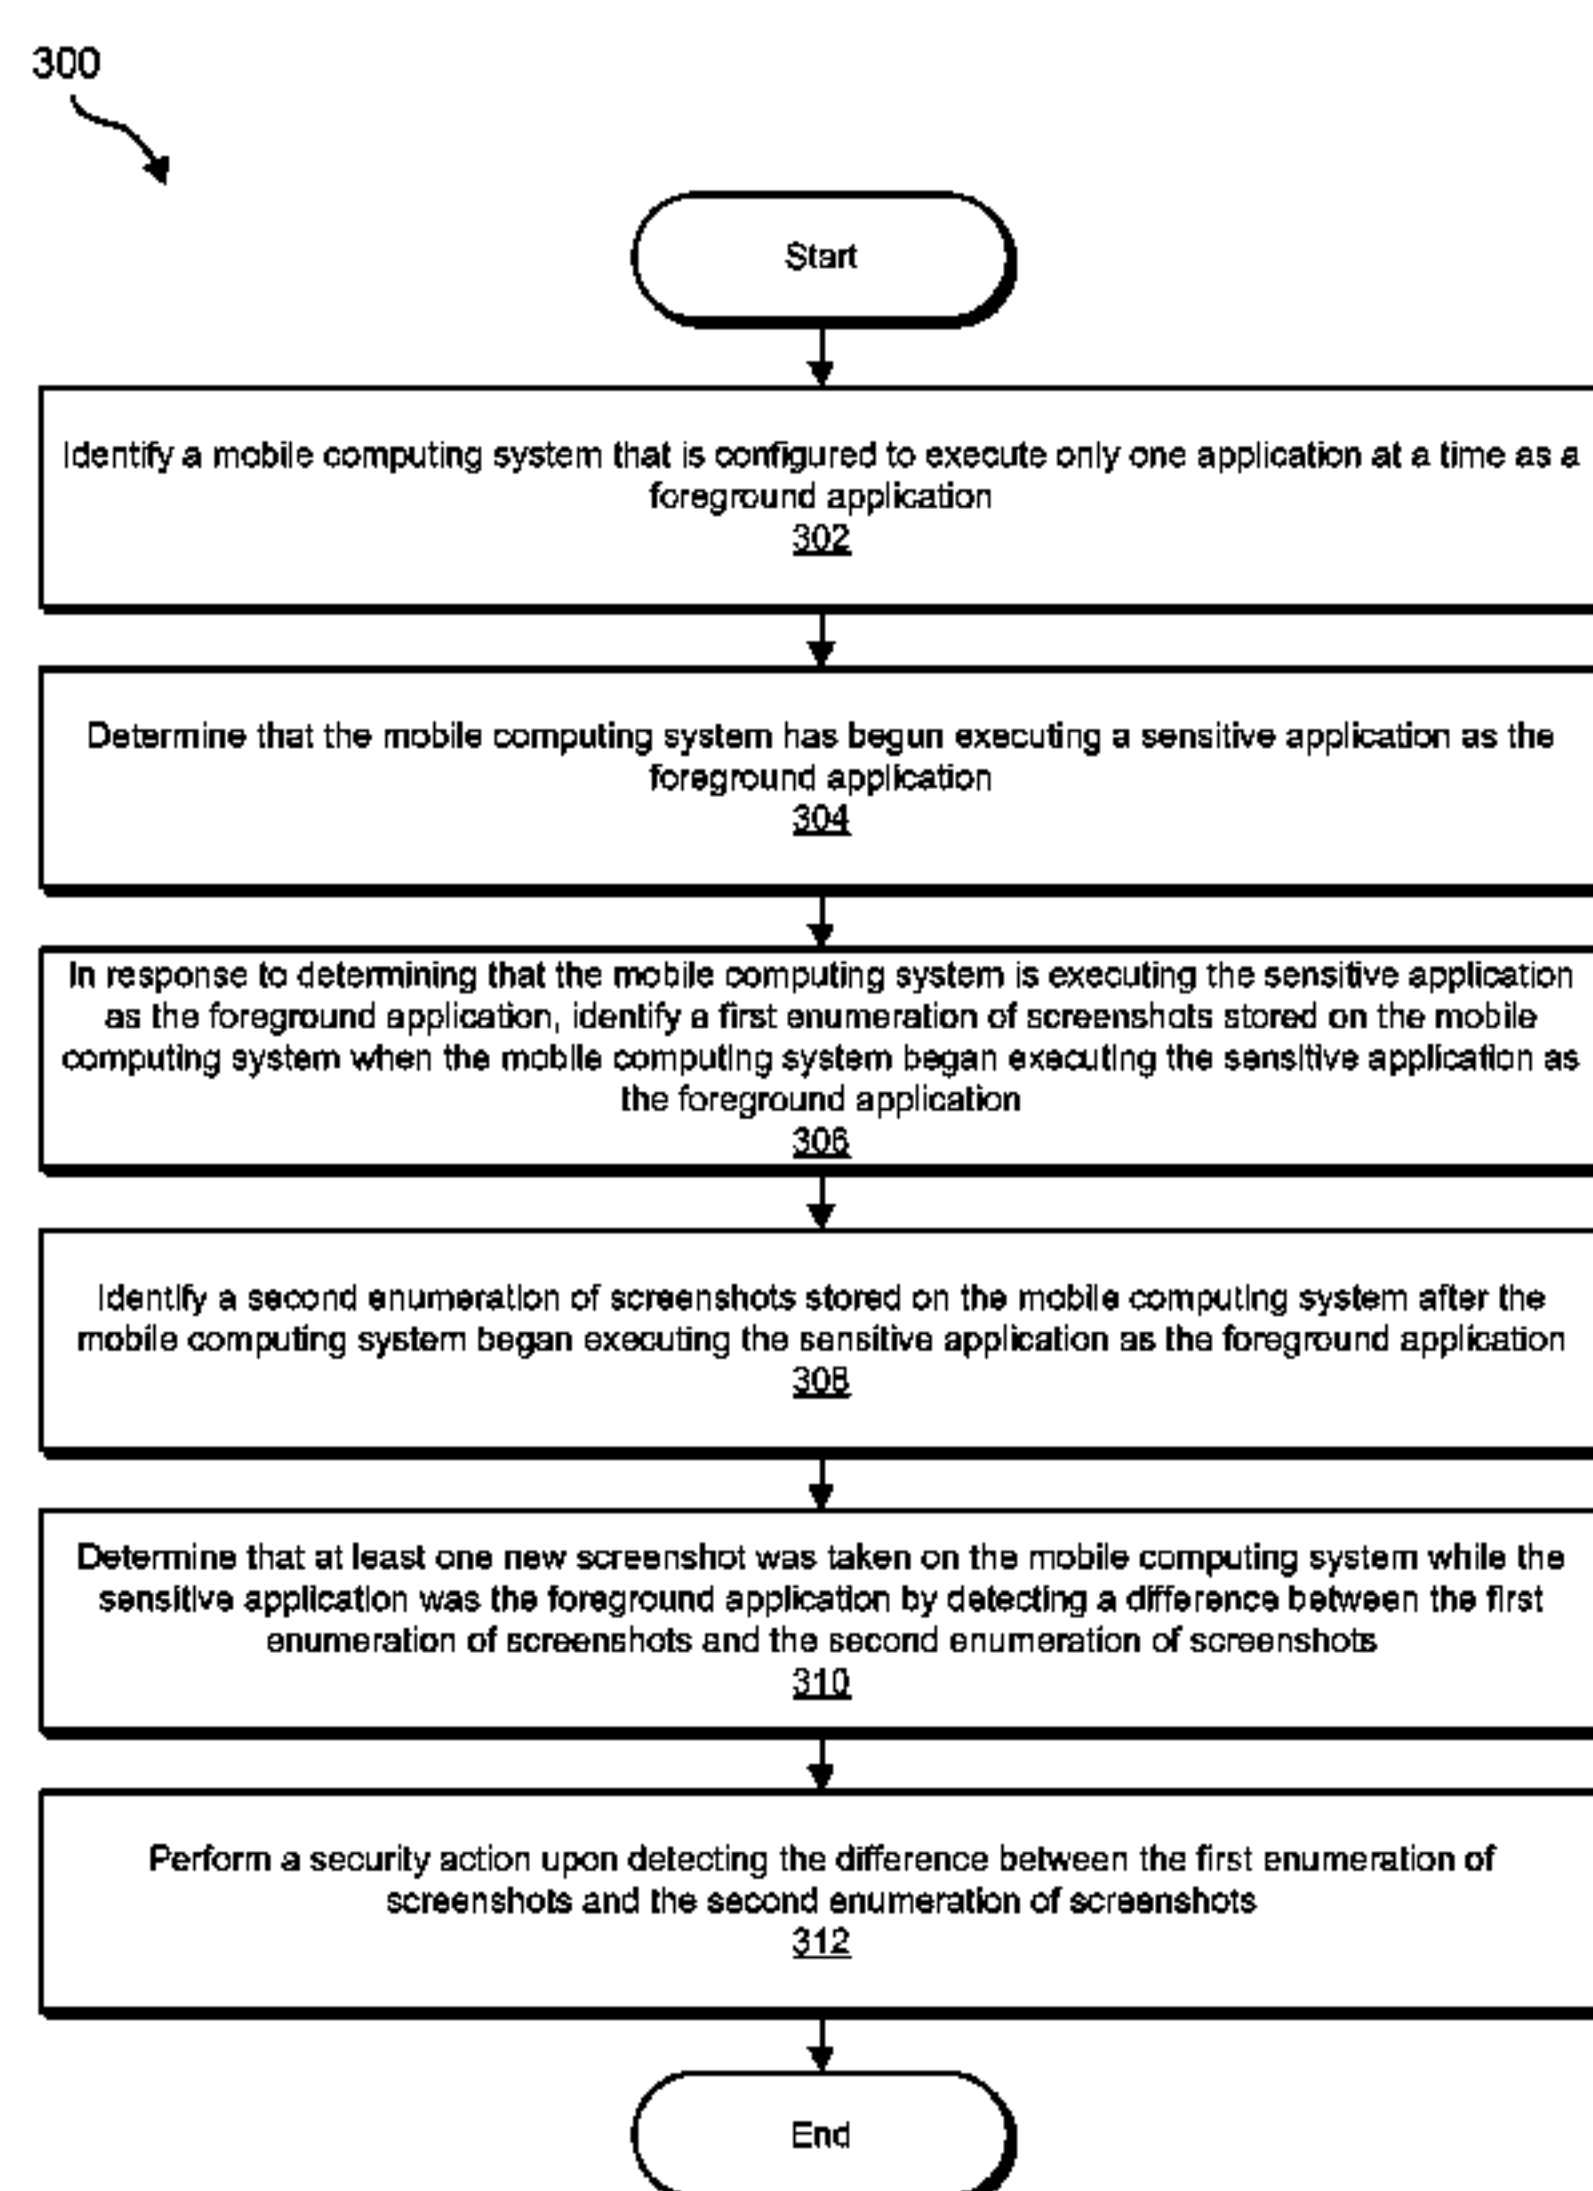 300
Start
Identify a mobile computing system that is configured to execute only one application at a time as a
foreground application
302
Determine that the mobile computing system has begun executing a sensitive application as the
foreground application
304
In response to determining that the mobile computing system is executing the sensitive application
as the foreground application, identify a first enumeration of screenshots stored on the mobile
computing system when the mobile computing system began executing the sensitive application as
the foreground application
306
Identify a second enumeration of screenshots stored on the mobile computing system after the
mobile computing system began executing the sensitive application as the foreground application
308
Determine that at least one new screenshot was taken on the mobile computing system while the
sensitive application was the foreground application by detecting a difference between the first
enumeration of screenshots and the second enumeration of screenshots
310
Perform a security action upon detecting the difference between the first enumeration of
screenshots and the second enumeration of screenshots
312
End